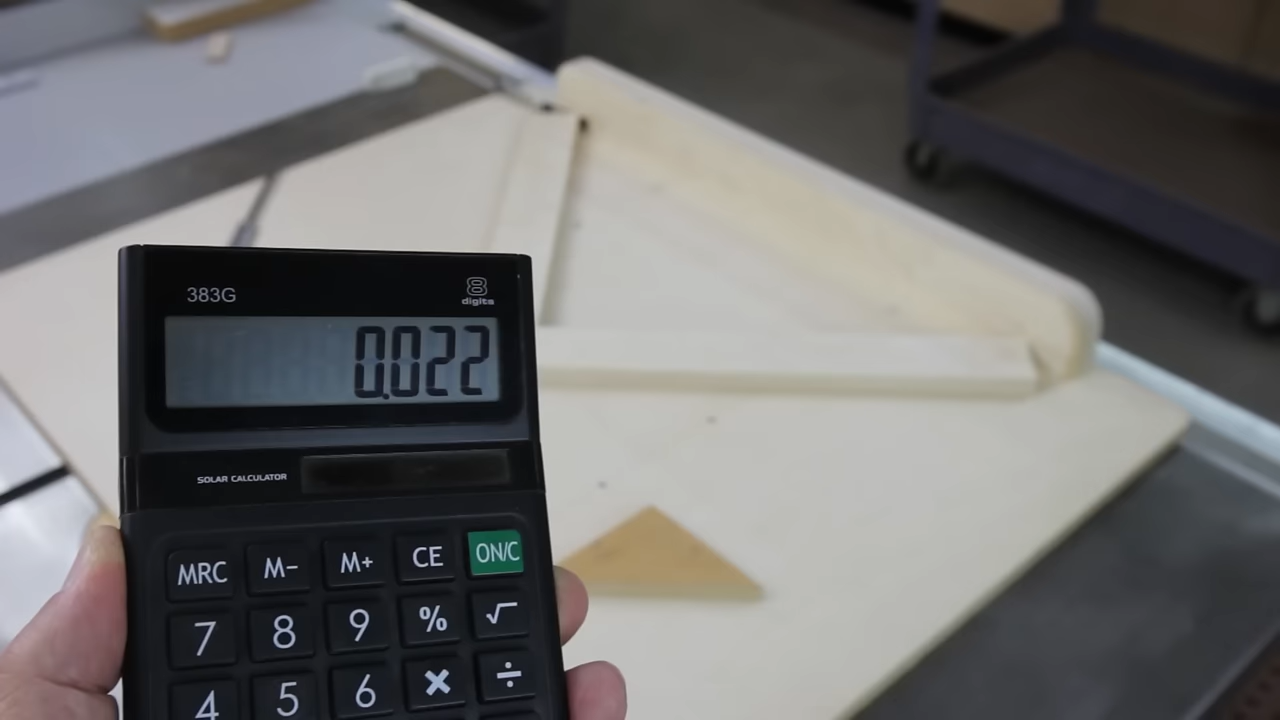 383G
8
digits
0.022
SOLAR CALCULATOR
MRC M− M+ CE ON/C
7 8 9 % √
4 5 6 × ÷